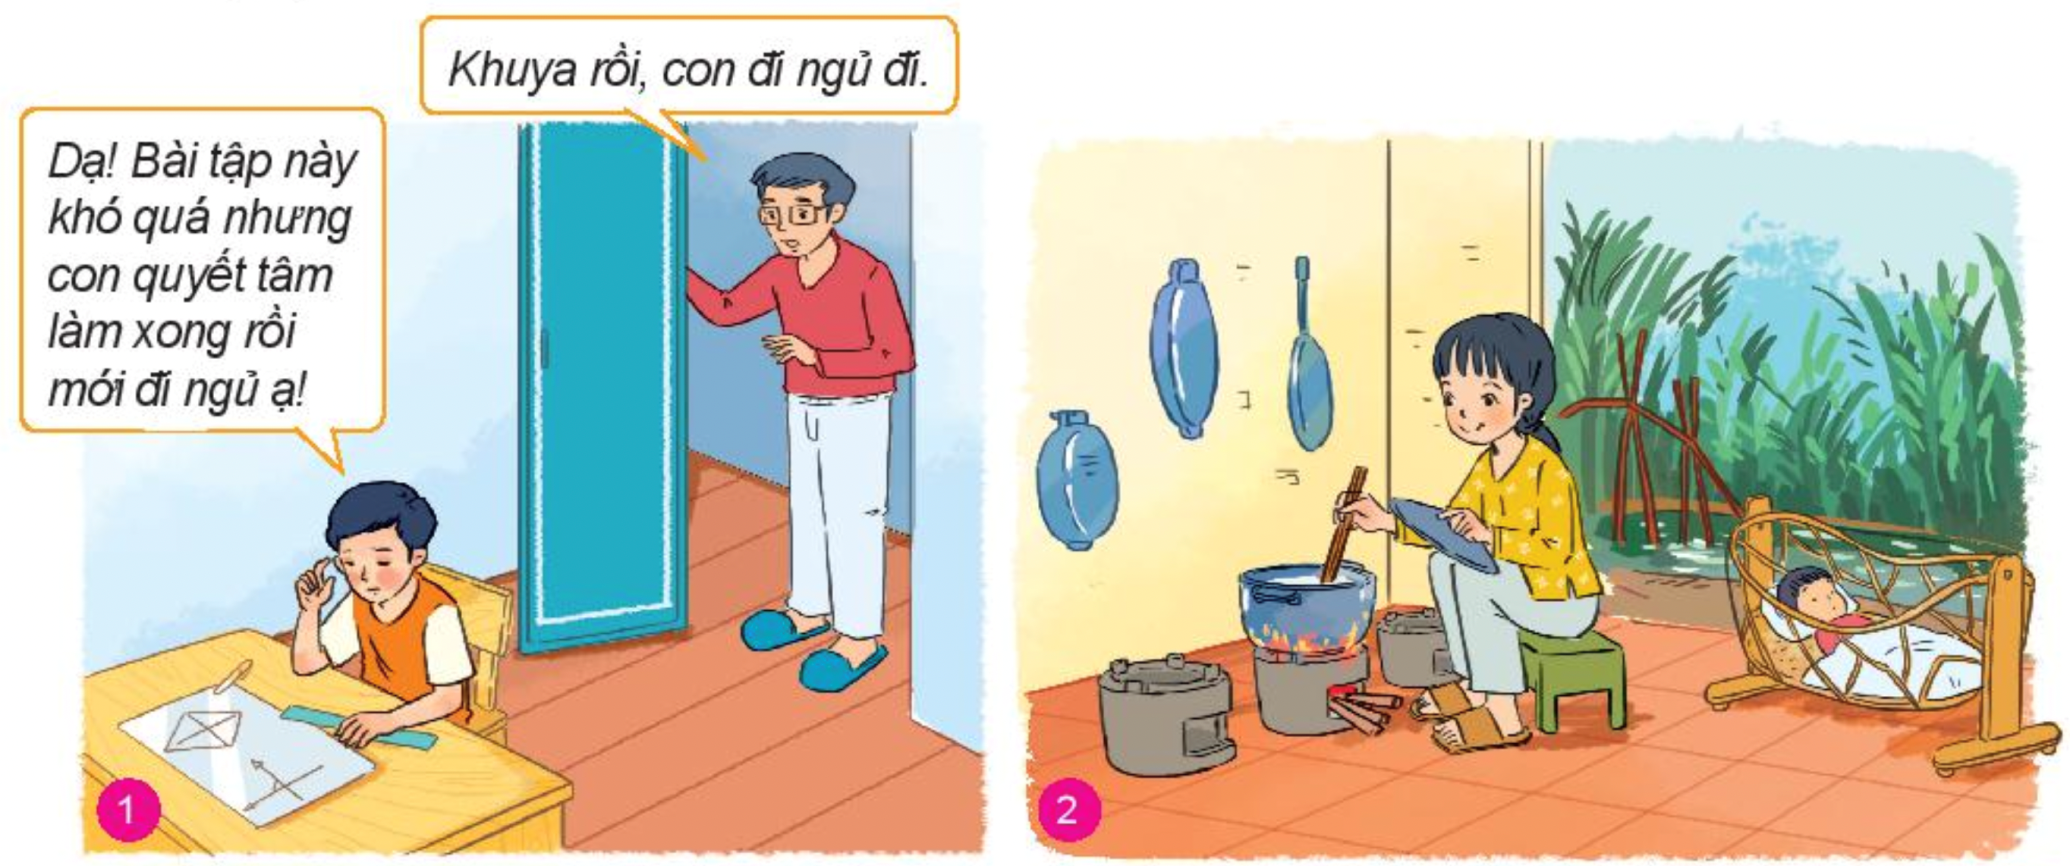 Khuya rồi, con đi ngủ đi.
Dạ! Bài tập này
khó quá nhưng
con quyết tâm
làm xong rồi
mới đi ngủ ạ!
1
2